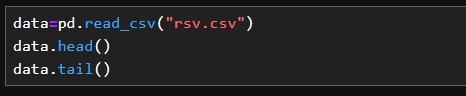 data=pd.read_csv("rsv.csv")
data.head()
data.tail()